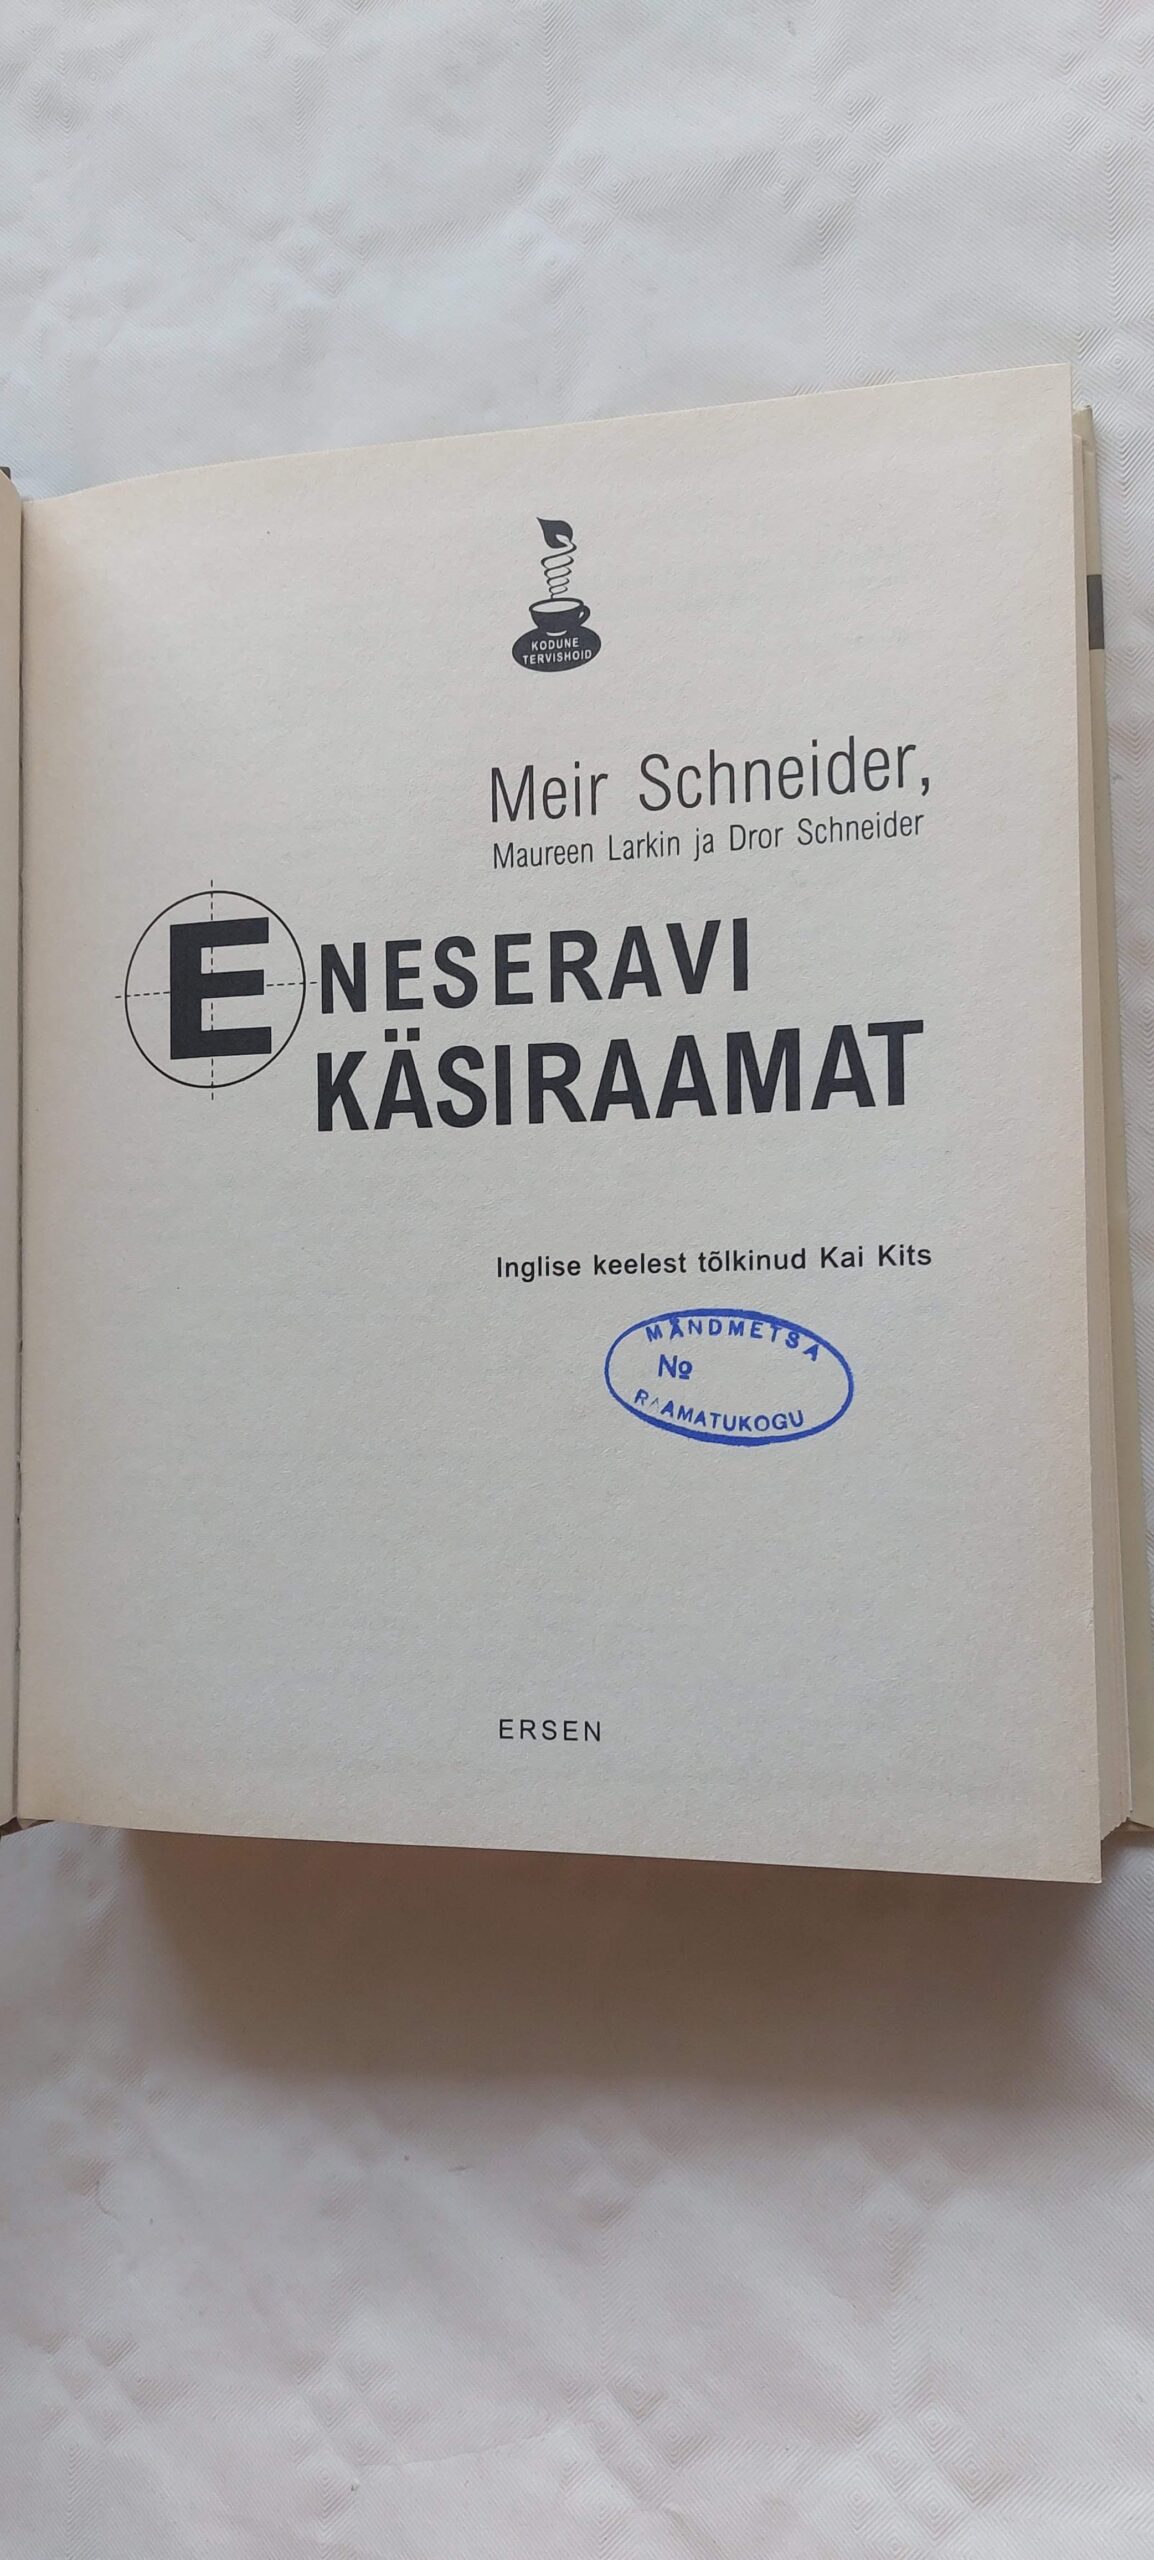 KODUNE
TERVISHOID
Meir Schneider,
Maureen Larkin ja Dror Schneider
ENESERAVI
KÄSIRAAMAT
Inglise keelest tõlkinud Kai Kits
MÄNDMETSA
№
RAAMATUKOGU
ERSEN